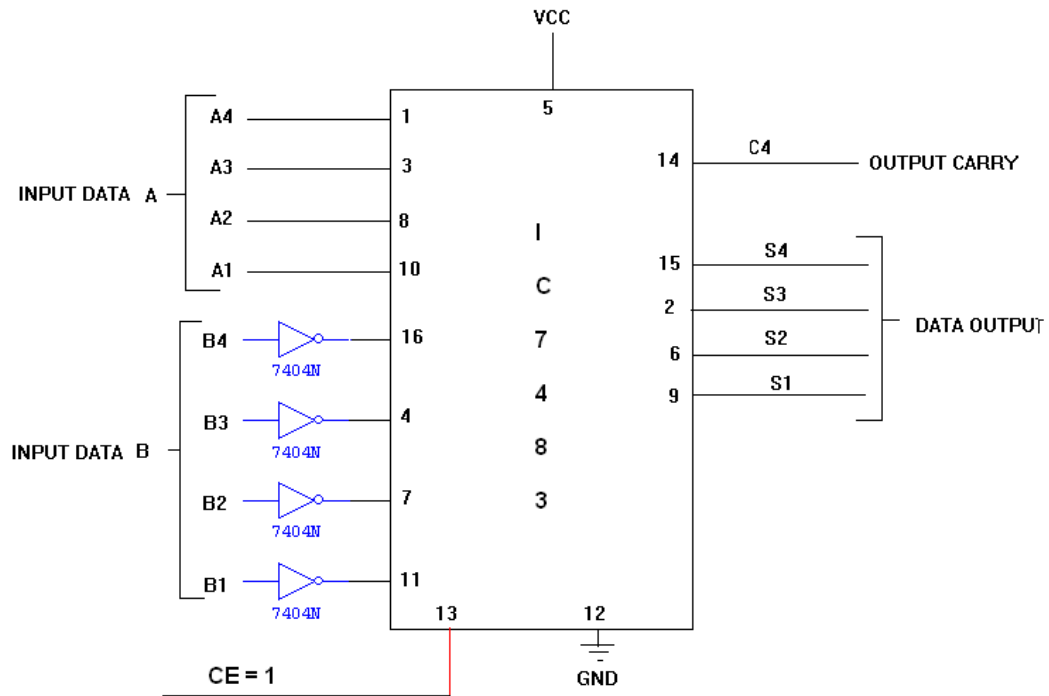 VCC
5
INPUT DATA A
A4
1
A3
3
A2
8
A1
10
14
C4
OUTPUT CARRY
I
C
7
4
8
3
15
S4
2
S3
6
S2
9
S1
DATA OUTPUT
INPUT DATA B
B4
7404N
16
B3
7404N
4
B2
7404N
7
B1
7404N
11
13
12
CE = 1
GND